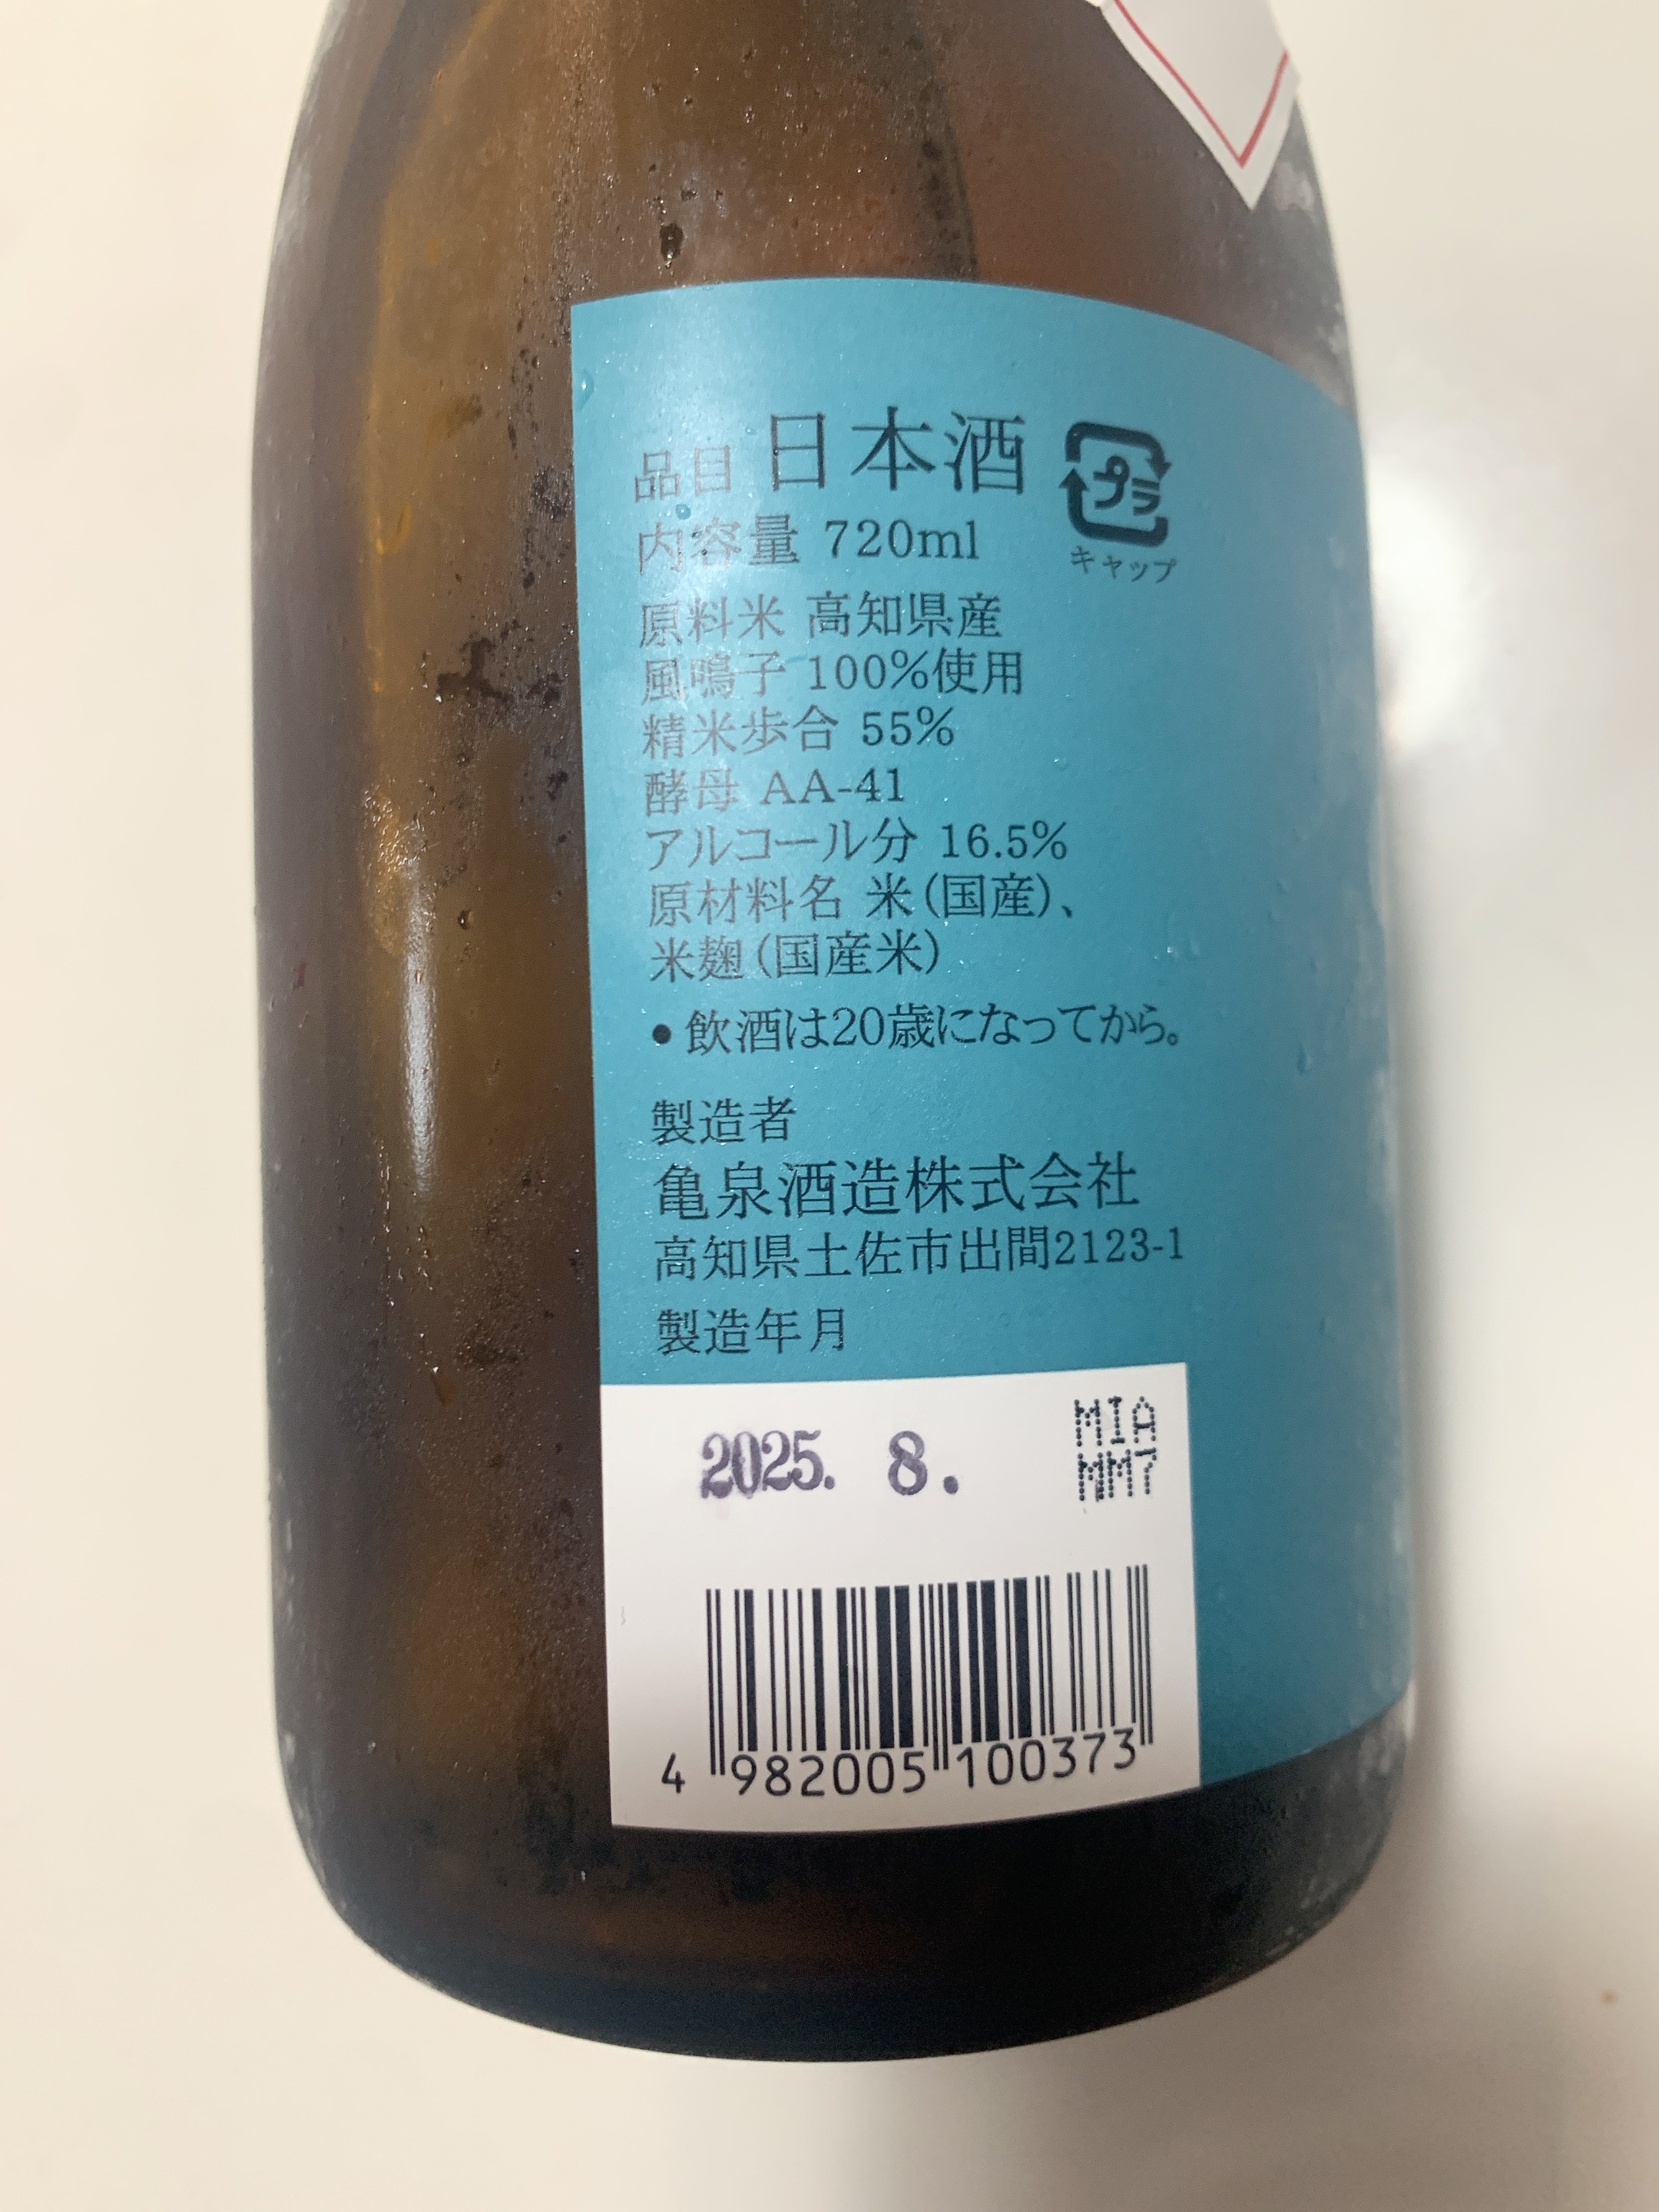 品目 日本酒
プラ
キャップ
内容量 720ml
原料米 高知県産
風鳴子 100%使用
精米歩合 55%
酵母 AA-41
アルコール分 16.5%
原材料名 米(国産)、
米麹(国産米)
●飲酒は20歳になってから。
製造者
亀泉酒造株式会社
高知県土佐市出間2123-1
製造年月
2025. 8.
MIA
MM7
4 982005 100373